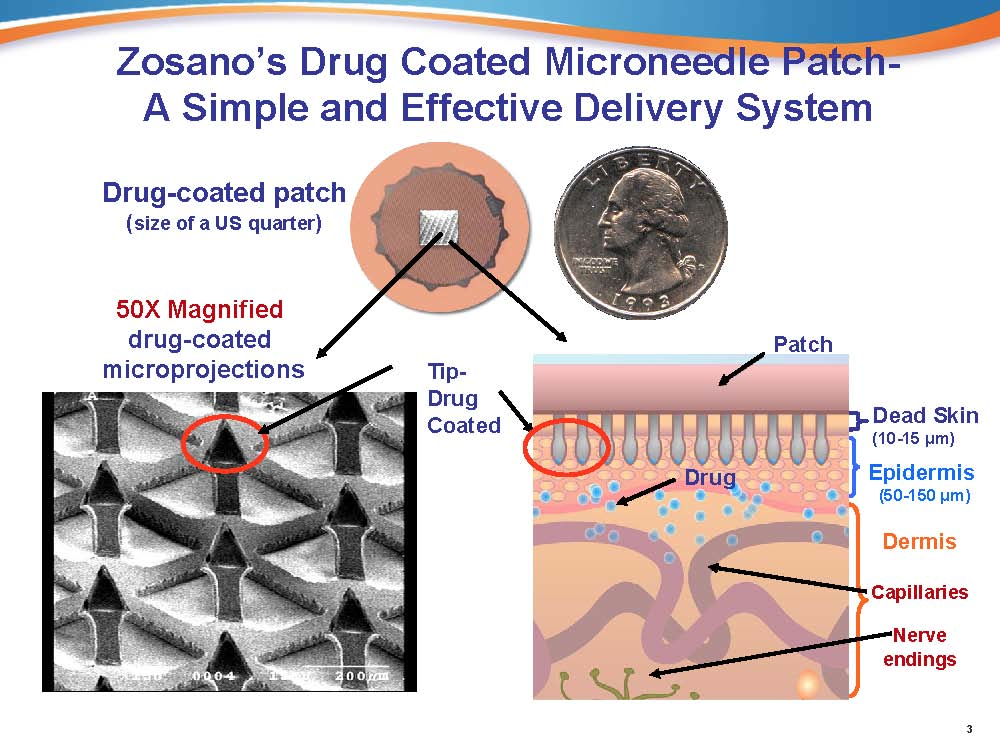 Zosano's Drug Coated Microneedle Patch-
A Simple and Effective Delivery System
Drug-coated patch
(size of a US quarter)
LIBERTY
IN GOD WE
TRUST
1993
50X Magnified
drug-coated
microprojections
Tip-
Drug
Coated
Patch
Dead Skin
(10-15 µm)
Epidermis
(50-150 µm)
Drug
Dermis
Capillaries
Nerve
endings
0004
200µm
3